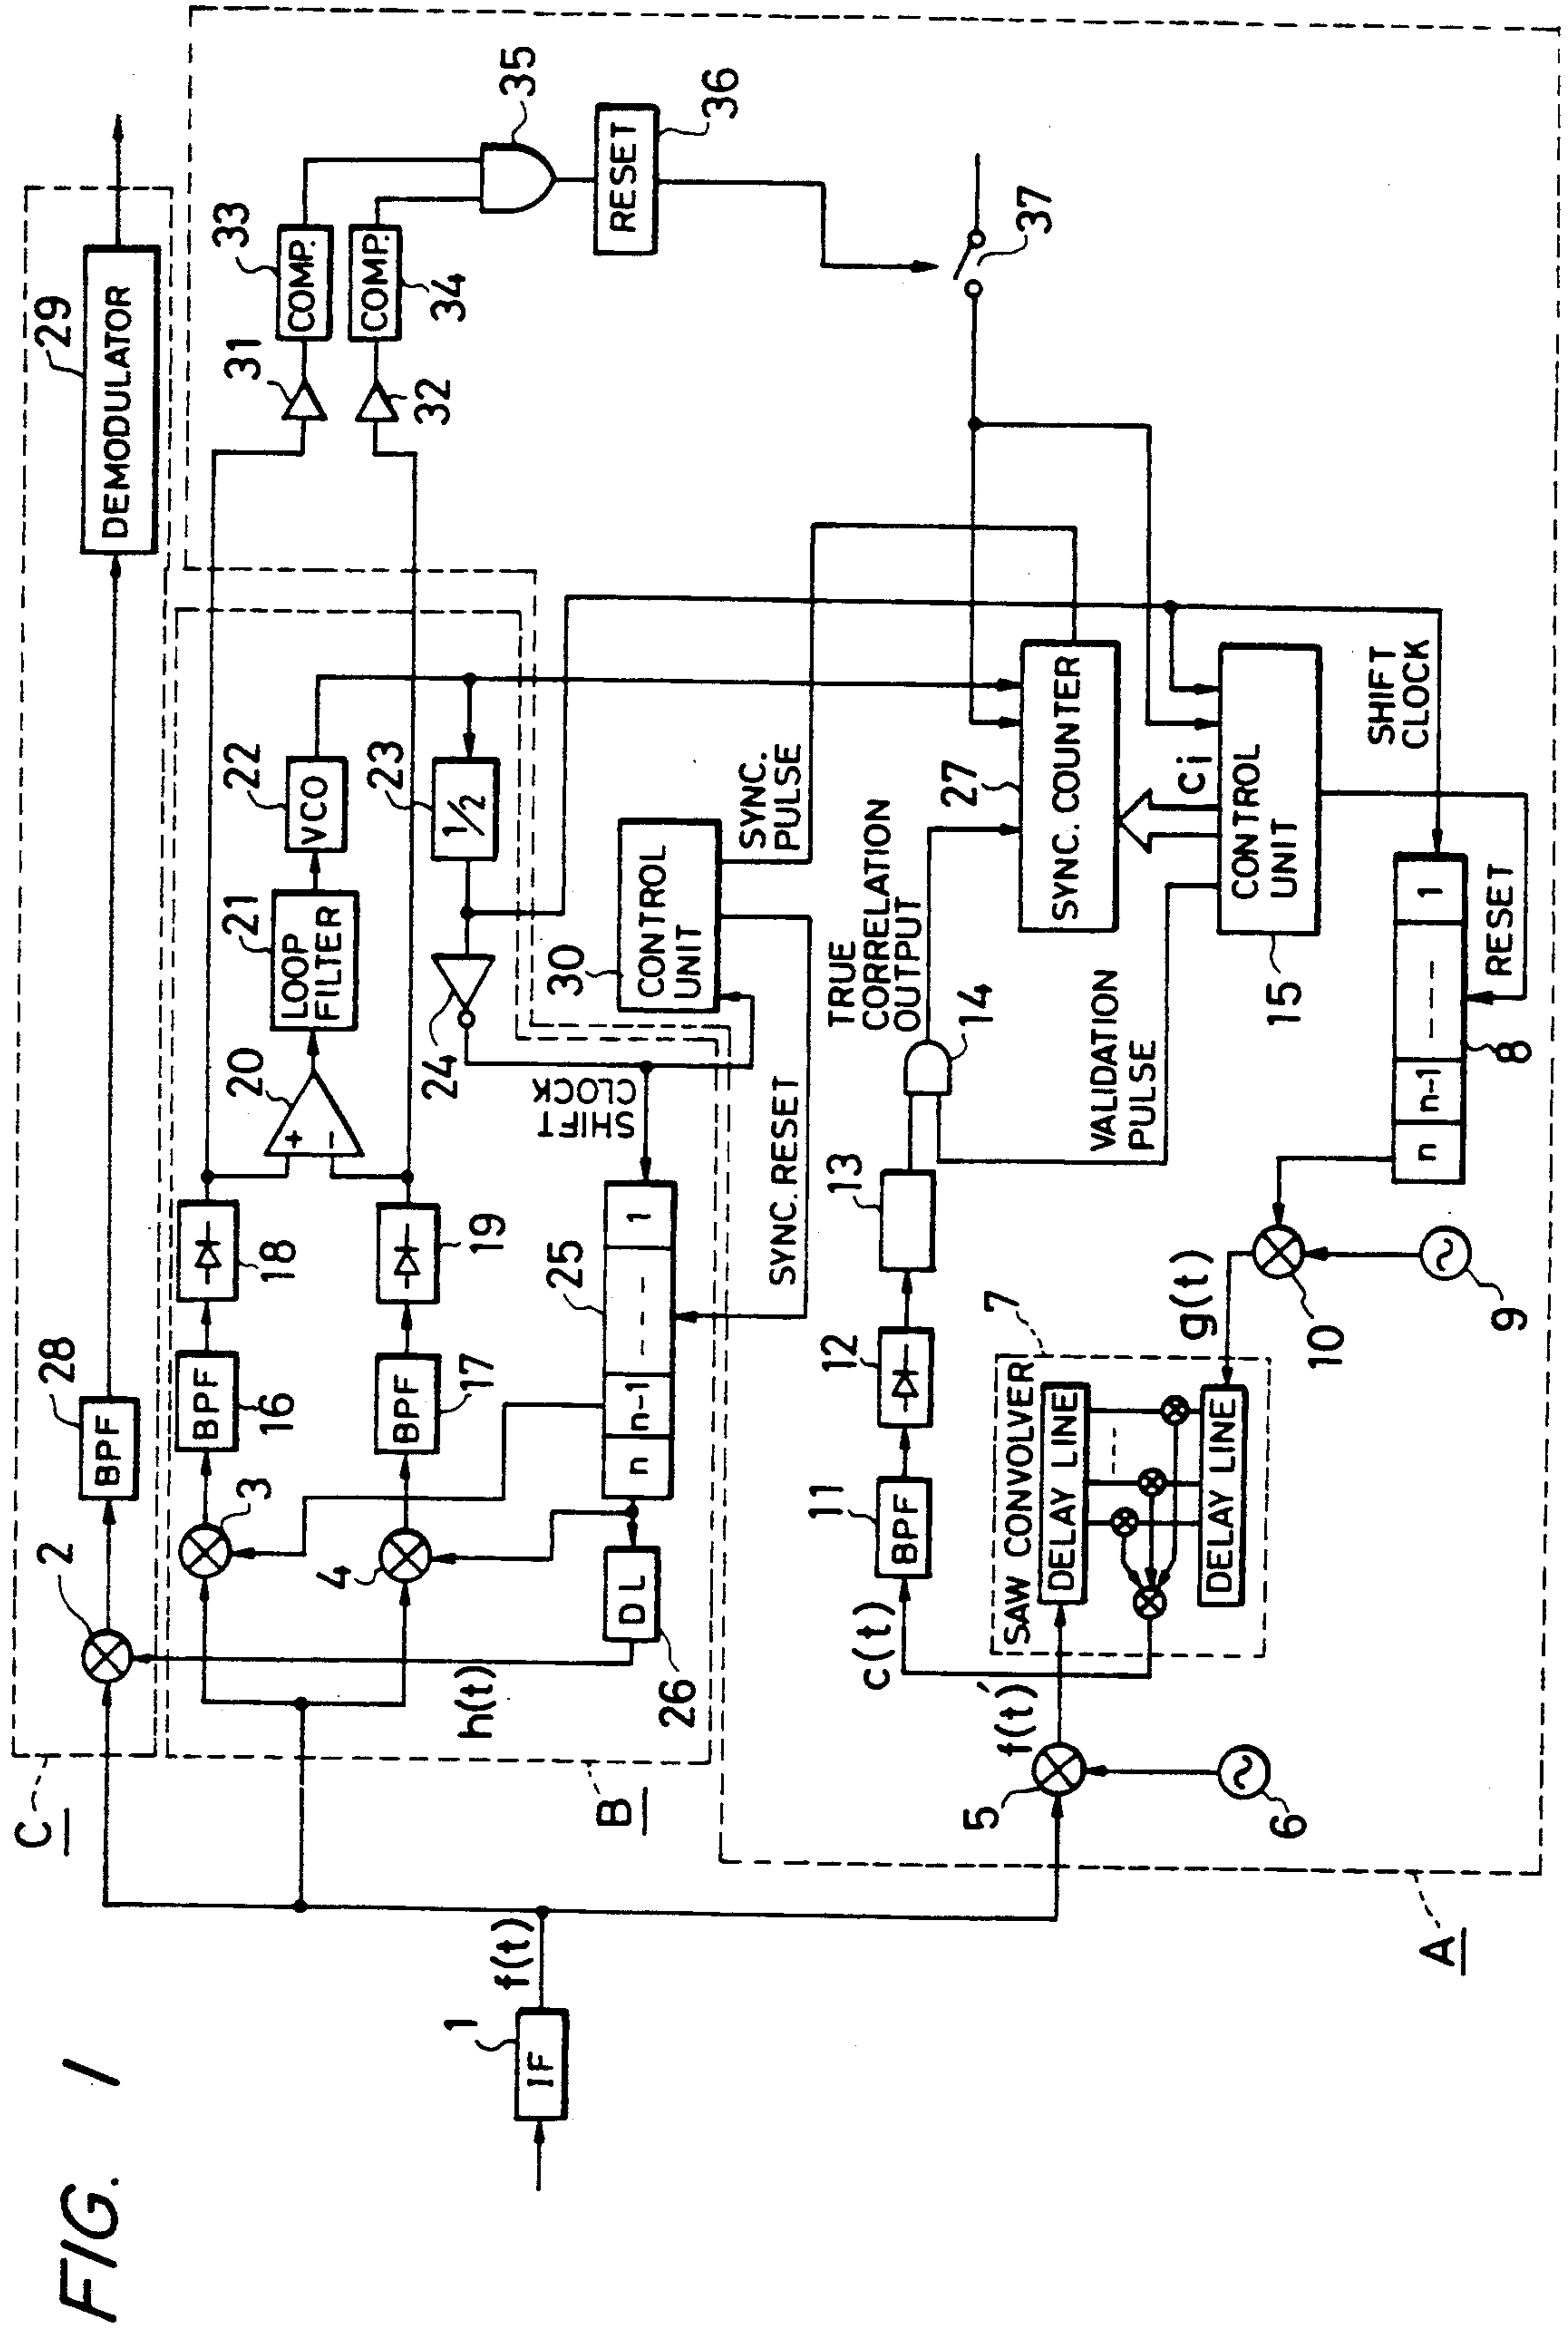 FIG. 1
C
2
28
BPF
29
DEMODULATOR
3
BPF
16
18
20
+
-
LOOP
FILTER
21
VCO
22
31
COMP.
33
35
4
BPF
17
19
32
COMP.
34
RESET
36
24
1/2
23
h(t)
DL
26
n
n-1
1
25
SHIFT
CLOCK
CONTROL
UNIT
30
SYNC.
PULSE
B
SYNC.RESET
1
IF
f(t)
c(t)
BPF
11
12
13
14
TRUE
CORRELATION
OUTPUT
37
SYNC. COUNTER
27
5
6
f(t)′
SAW CONVOLVER
7
DELAY LINE
DELAY LINE
VALIDATION
PULSE
Ci
CONTROL
UNIT
15
g(t)
10
9
n
n-1
1
8
RESET
SHIFT
CLOCK
A